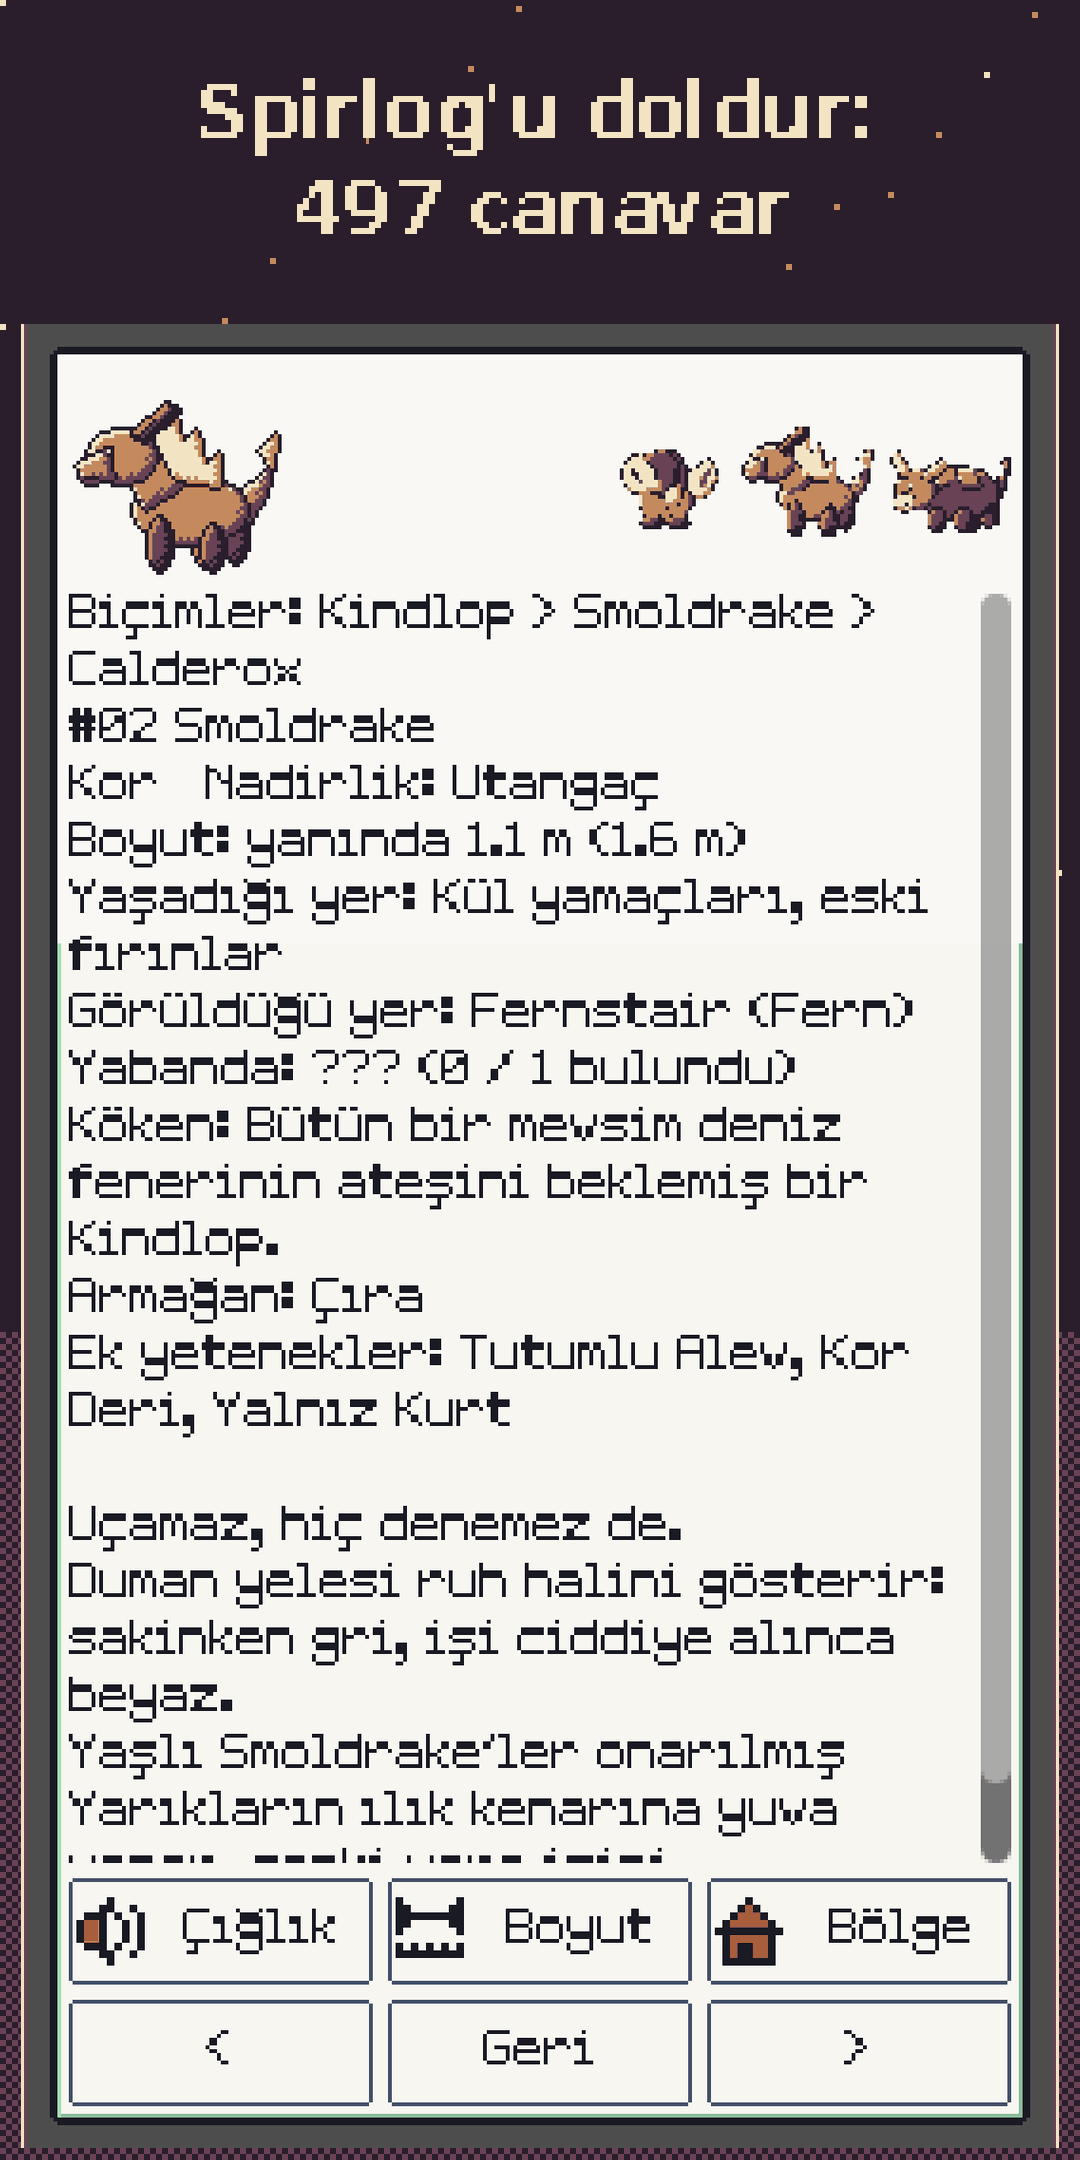 Spirlog'u doldur:
497 canavar
Biçimler: Kindlop > Smoldrake >
Calderox
#02 Smoldrake
Kor Nadirlik: Utangaç
Boyut: yanında 1.1 m (1.6 m)
Yaşadığı yer: Kül yamaçları, eski
fırınlar
Görüldüğü yer: Fernstair (Fern)
Yabanda: ??? (0 / 1 bulundu)
Köken: Bütün bir mevsim deniz
fenerinin ateşini beklemiş bir
Kindlop.
Armağan: Çıra
Ek yetenekler: Tutumlu Alev, Kor
Deri, Yalnız Kurt
Uçamaz, hiç denemez de.
Duman yelesi ruh halini gösterir:
sakinken gri, işi ciddiye alınca
beyaz.
Yaşlı Smoldrake'ler onarılmış
Yarıkların ılık kenarına yuva
Çığlık Boyut Bölge
< Geri >